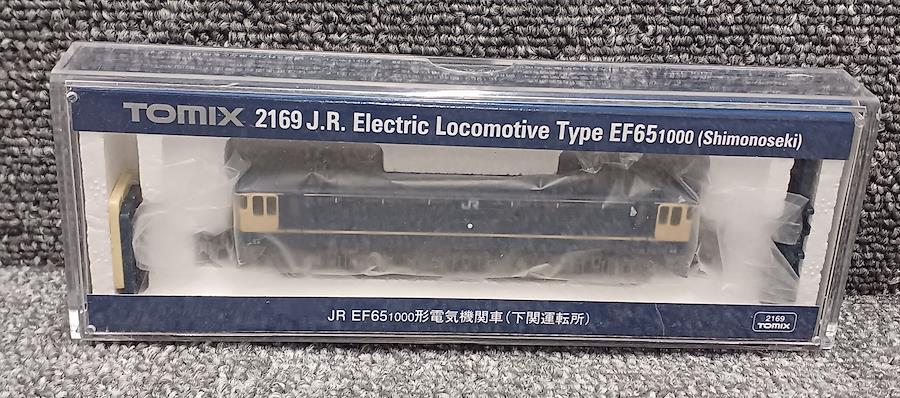 TOMIX 2169 J.R. Electric Locomotive Type EF651000 (Shimonoseki)
JR
JR EF651000形電気機関車(下関運転所)
2169
TOMIX